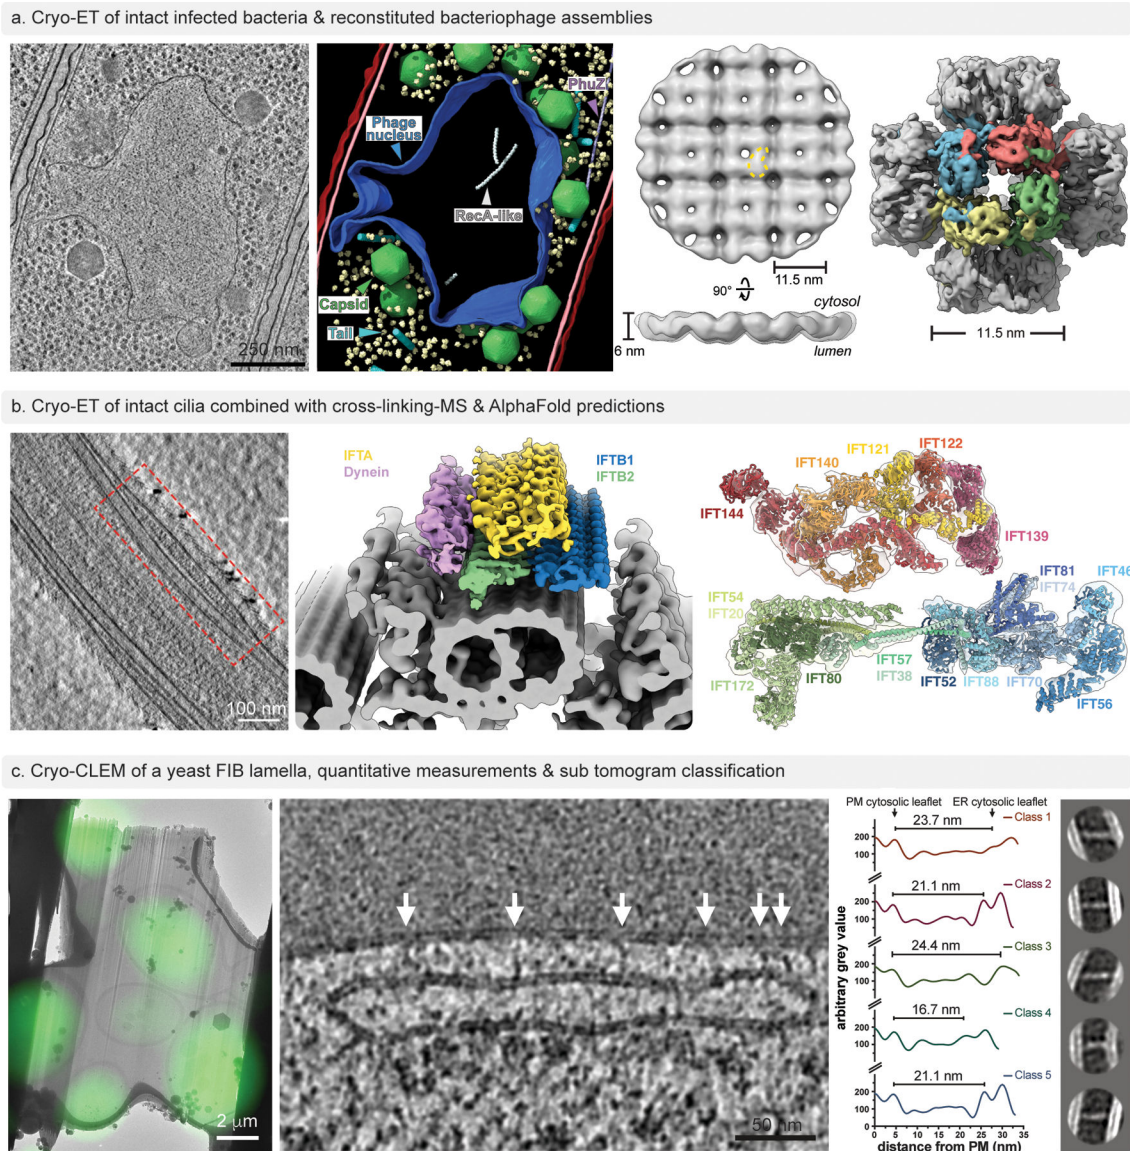 a. Cryo-ET of intact infected bacteria & reconstituted bacteriophage assemblies
250 nm
Phage
nucleus
PhuZ
RecA-like
Capsid
Tail
11.5 nm
90°
cytosol
6 nm
lumen
11.5 nm
b. Cryo-ET of intact cilia combined with cross-linking-MS & AlphaFold predictions
100 nm
IFTA
Dynein
IFTB1
IFTB2
IFT122
IFT121
IFT140
IFT144
IFT139
IFT81
IFT74
IFT46
IFT54
IFT20
IFT57
IFT38
IFT172
IFT80
IFT52
IFT88
IFT70
IFT56
c. Cryo-CLEM of a yeast FIB lamella, quantitative measurements & sub tomogram classification
2 µm
50 nm
PM cytosolic leaflet
ER cytosolic leaflet
23.7 nm
Class 1
200
100
21.1 nm
Class 2
200
100
24.4 nm
Class 3
200
100
16.7 nm
Class 4
200
100
21.1 nm
Class 5
200
100
0
arbitrary grey value
0 5 10 15 20 25 30 35
distance from PM (nm)